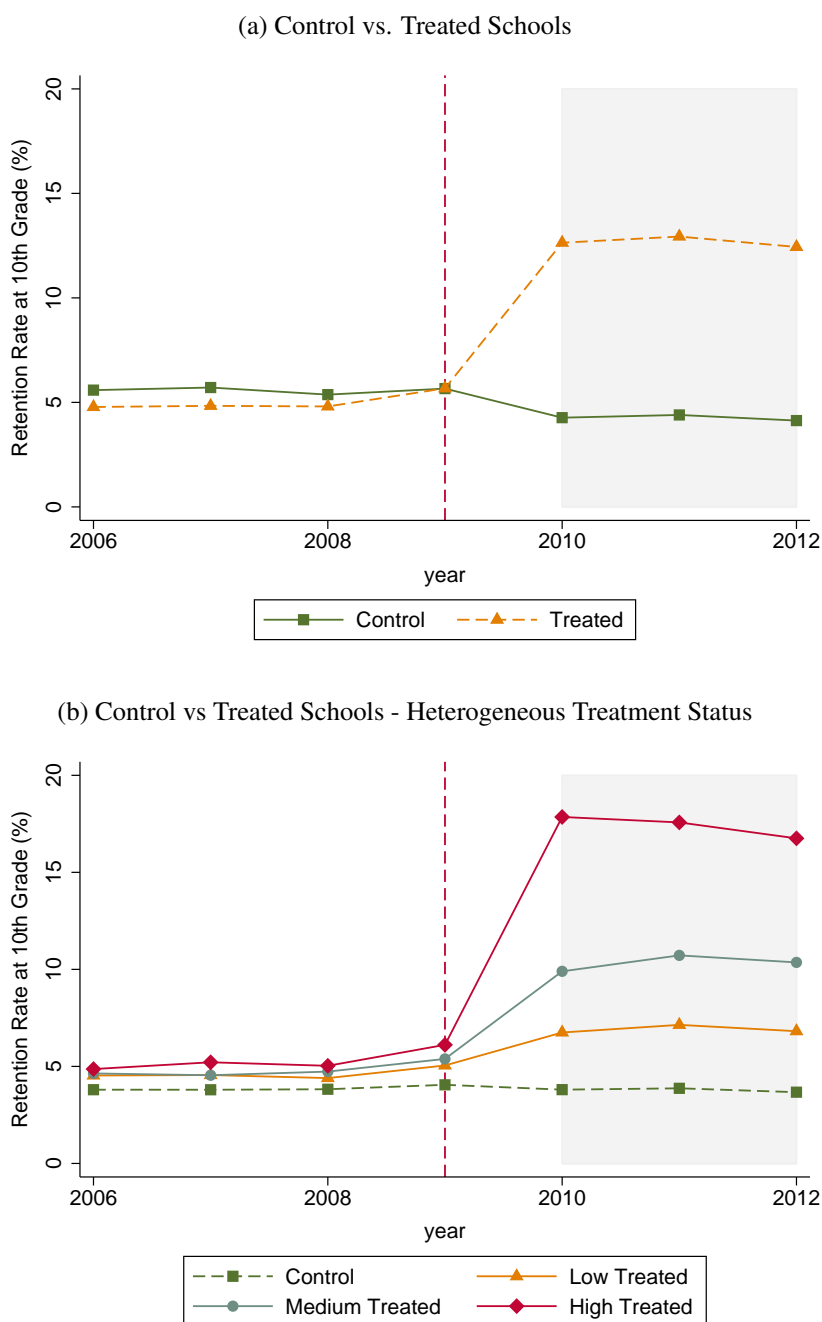 (a) Control vs. Treated Schools
Retention Rate at 10th Grade (%)
20
15
10
5
0
2006 2008 2010 2012
year
Control Treated
(b) Control vs Treated Schools - Heterogeneous Treatment Status
Retention Rate at 10th Grade (%)
20
15
10
5
0
2006 2008 2010 2012
year
Control Low Treated
Medium Treated High Treated